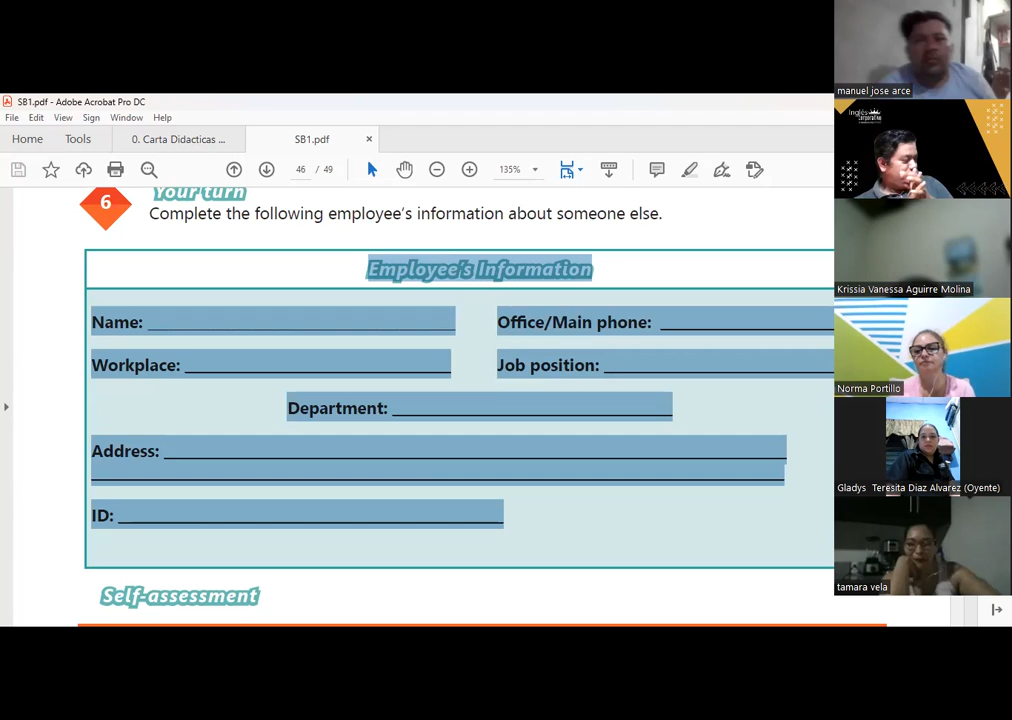 SB1.pdf - Adobe Acrobat Pro DC
File Edit View Sign Window Help
Home Tools 0. Carta Didacticas ... SB1.pdf ×
46 / 49 135%
6 Your turn
Complete the following employee's information about someone else.
Employee's Information
Name: Office/Main phone:
Workplace: Job position:
Department:
Address:
ID:
Self-assessment
manuel jose arce
Inglés
corporativo
Krissia Vanessa Aguirre Molina
Norma Portillo
Gladys Teresita Diaz Alvarez (Oyente)
tamara vela